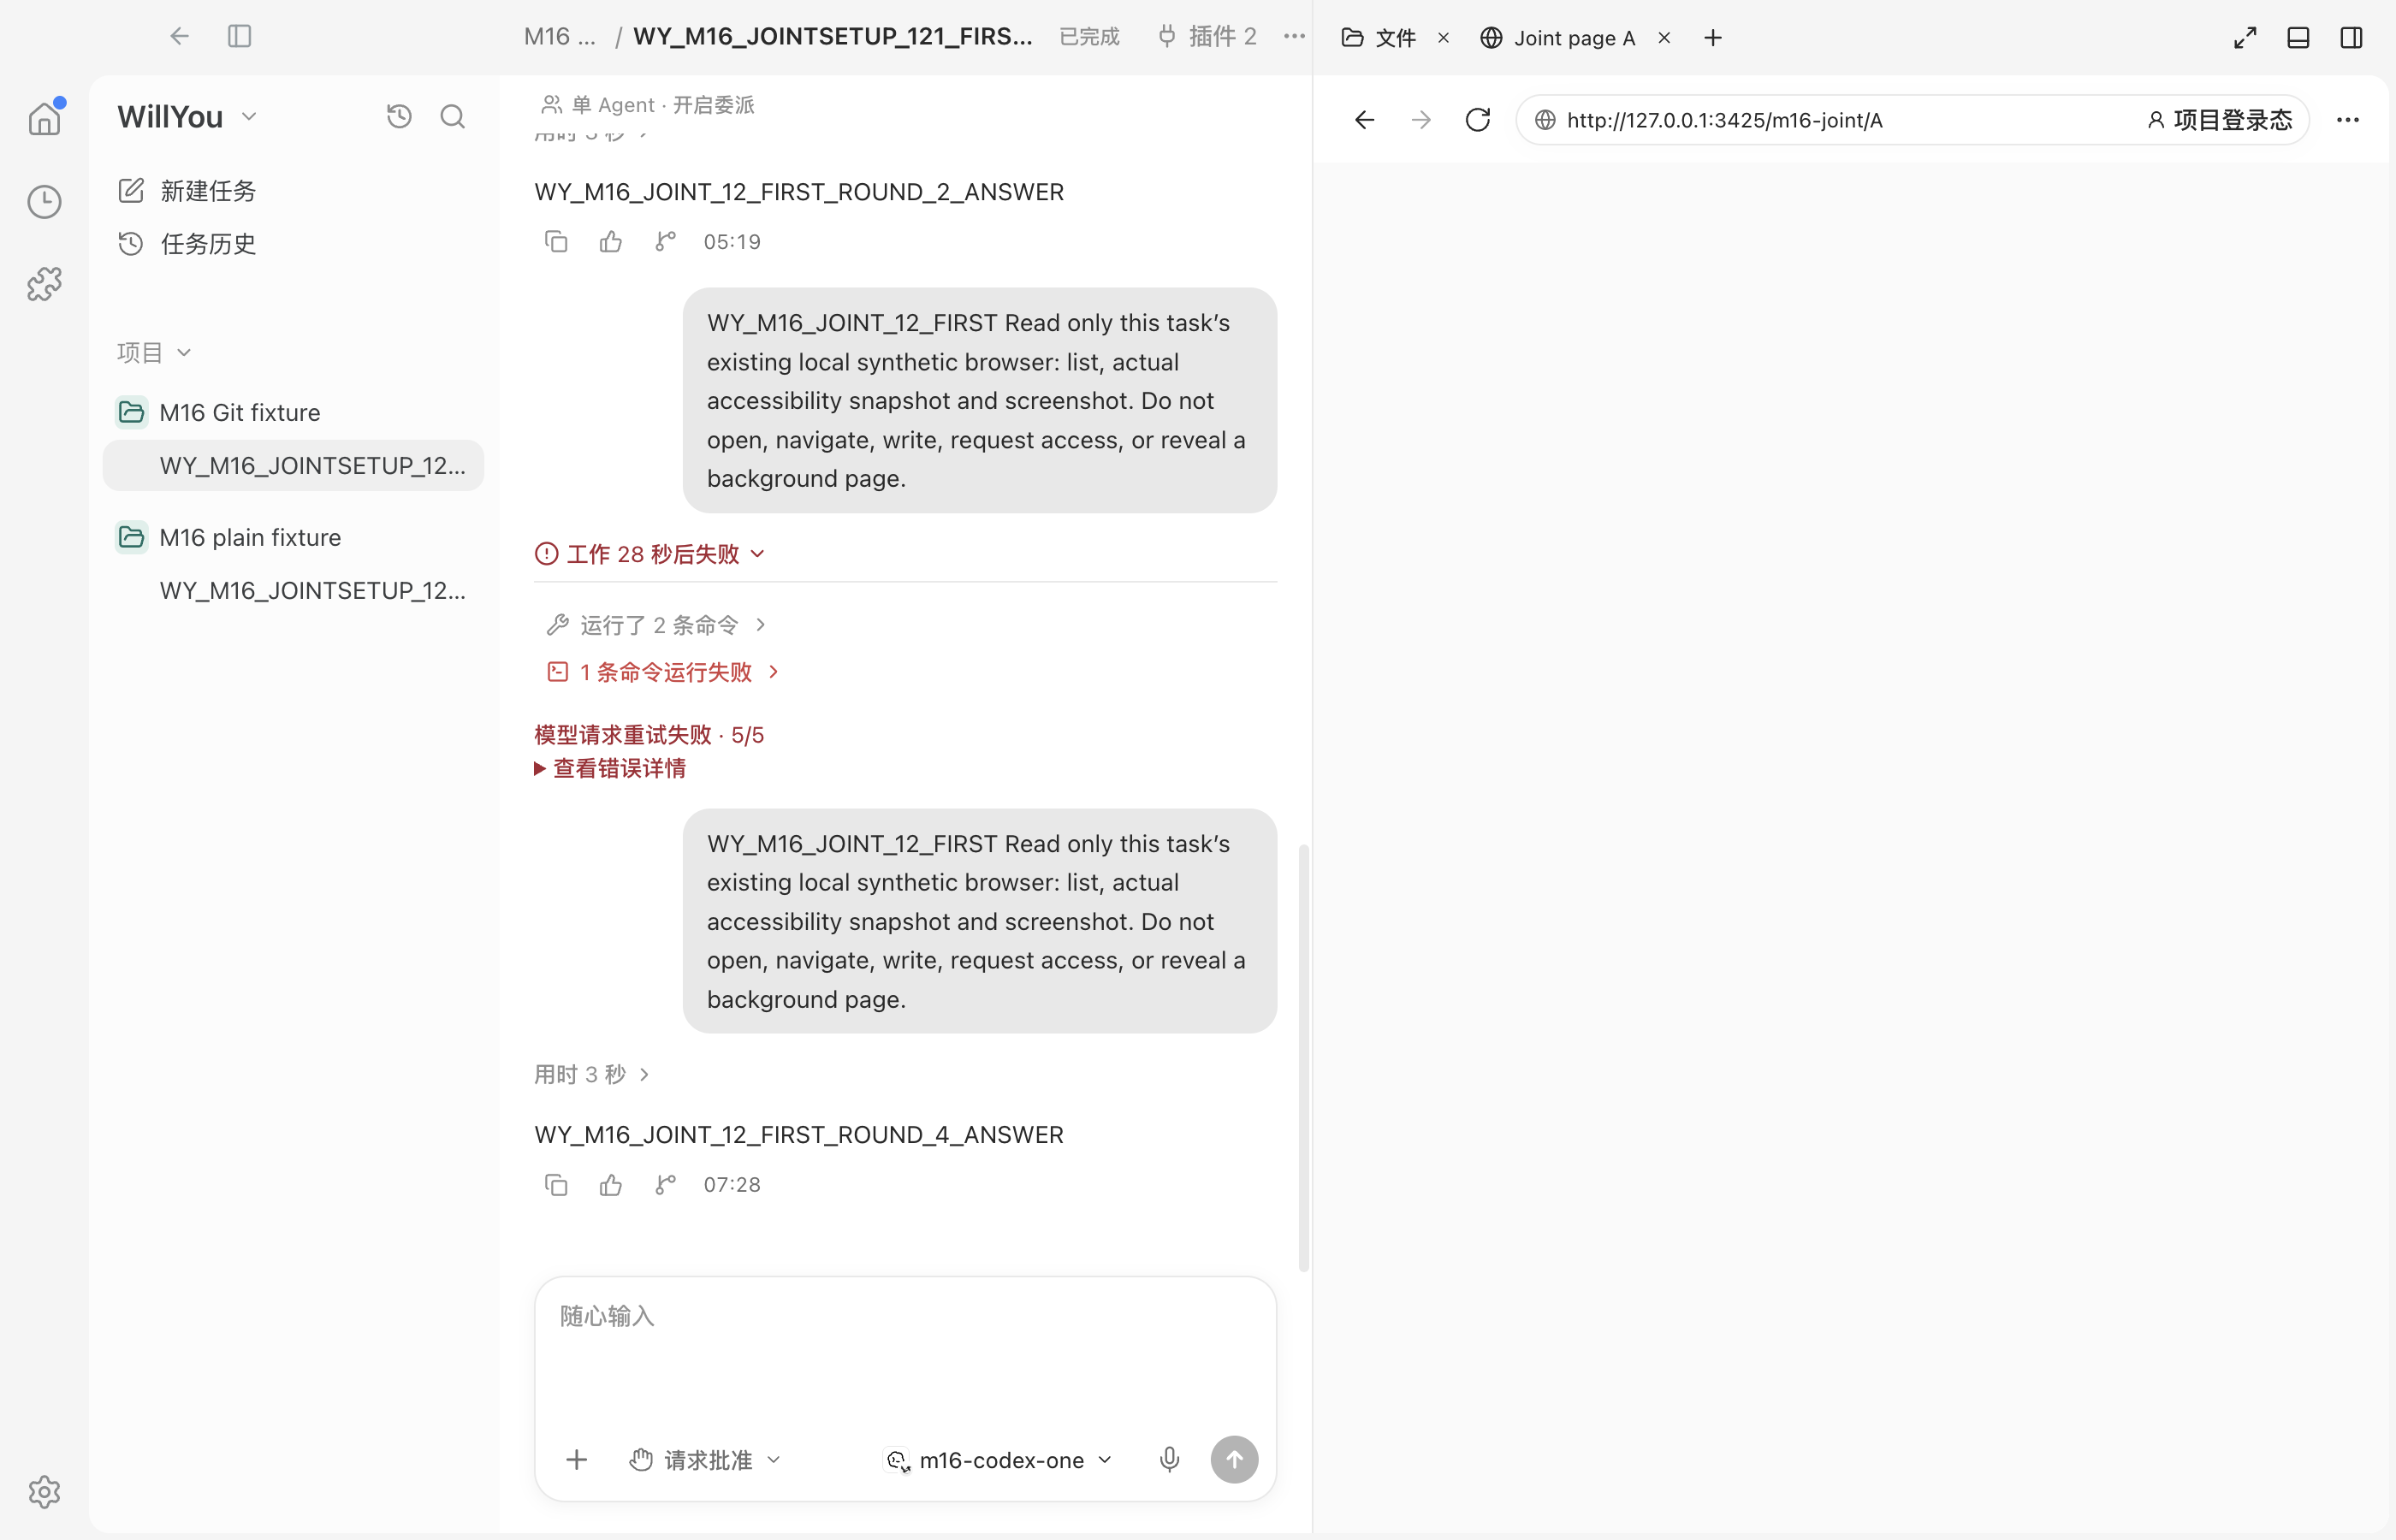 M16 ... / WY_M16_JOINTSETUP_121_FIRS... 已完成 插件 2
文件
Joint page A
WillYou
新建任务
任务历史
项目
M16 Git fixture
WY_M16_JOINTSETUP_12...
M16 plain fixture
WY_M16_JOINTSETUP_12...
单 Agent · 开启委派
WY_M16_JOINT_12_FIRST_ROUND_2_ANSWER
05:19
WY_M16_JOINT_12_FIRST Read only this task’s
existing local synthetic browser: list, actual
accessibility snapshot and screenshot. Do not
open, navigate, write, request access, or reveal a
background page.
工作 28 秒后失败
运行了 2 条命令
1 条命令运行失败
模型请求重试失败 · 5/5
查看错误详情
WY_M16_JOINT_12_FIRST Read only this task’s
existing local synthetic browser: list, actual
accessibility snapshot and screenshot. Do not
open, navigate, write, request access, or reveal a
background page.
用时 3 秒
WY_M16_JOINT_12_FIRST_ROUND_4_ANSWER
07:28
随心输入
请求批准
m16-codex-one
http://127.0.0.1:3425/m16-joint/A
项目登录态